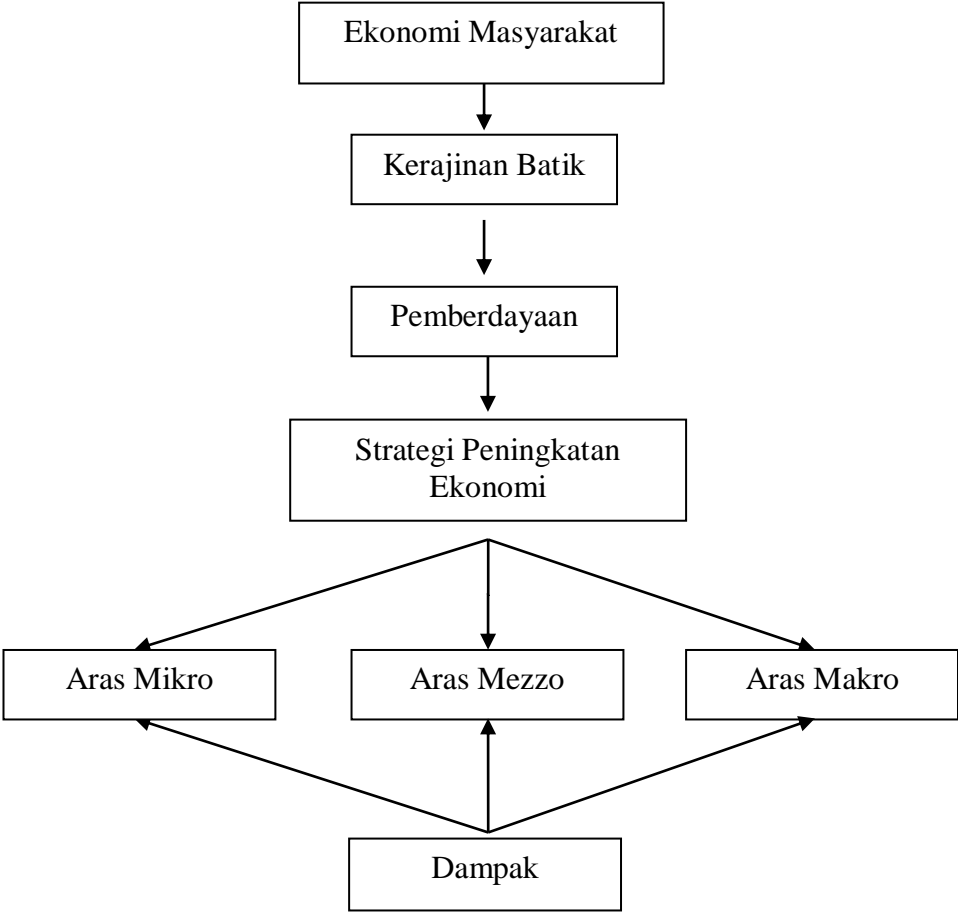 Ekonomi Masyarakat
Kerajinan Batik
Pemberdayaan
Strategi Peningkatan
Ekonomi
Aras Mikro
Aras Mezzo
Aras Makro
Dampak